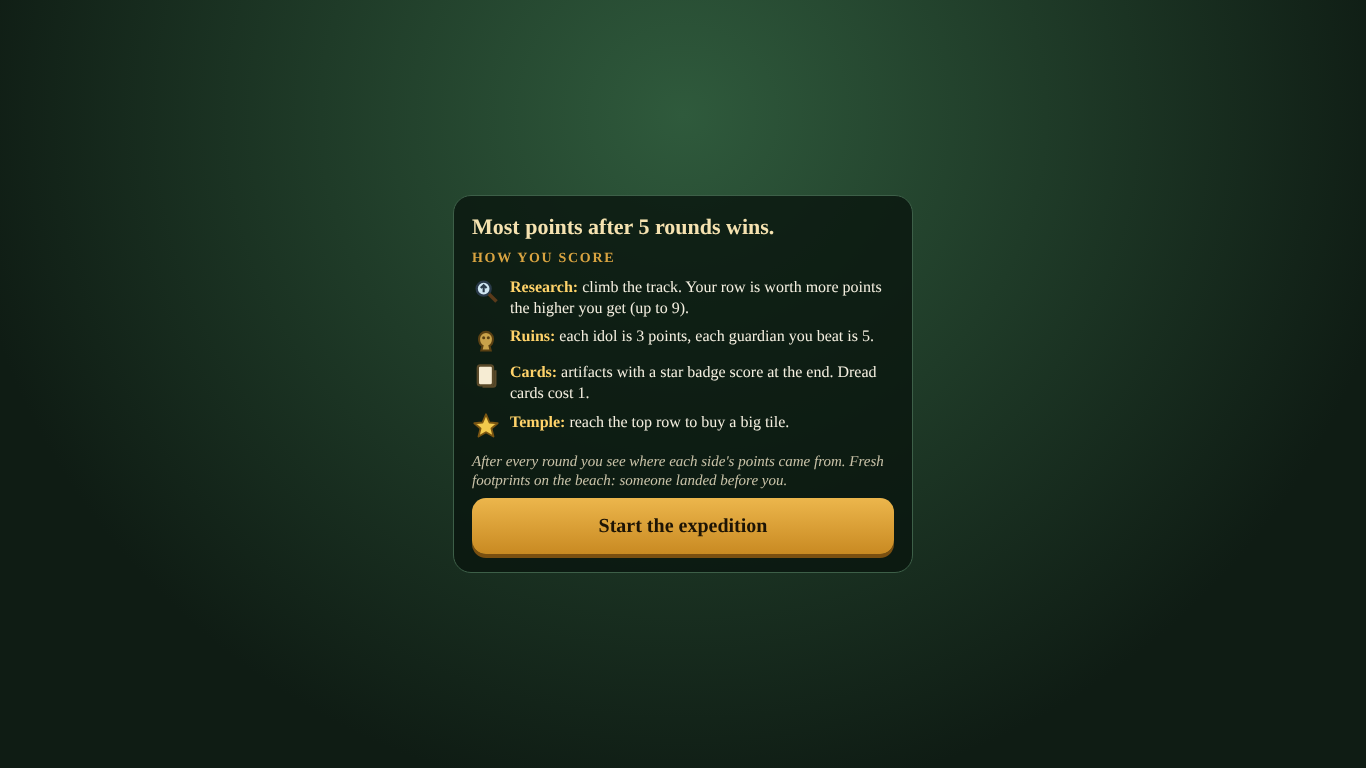 Most points after 5 rounds wins.
HOW YOU SCORE
Research: climb the track. Your row is worth more points
the higher you get (up to 9).
Ruins: each idol is 3 points, each guardian you beat is 5.
Cards: artifacts with a star badge score at the end. Dread
cards cost 1.
Temple: reach the top row to buy a big tile.
After every round you see where each side's points came from. Fresh
footprints on the beach: someone landed before you.
Start the expedition